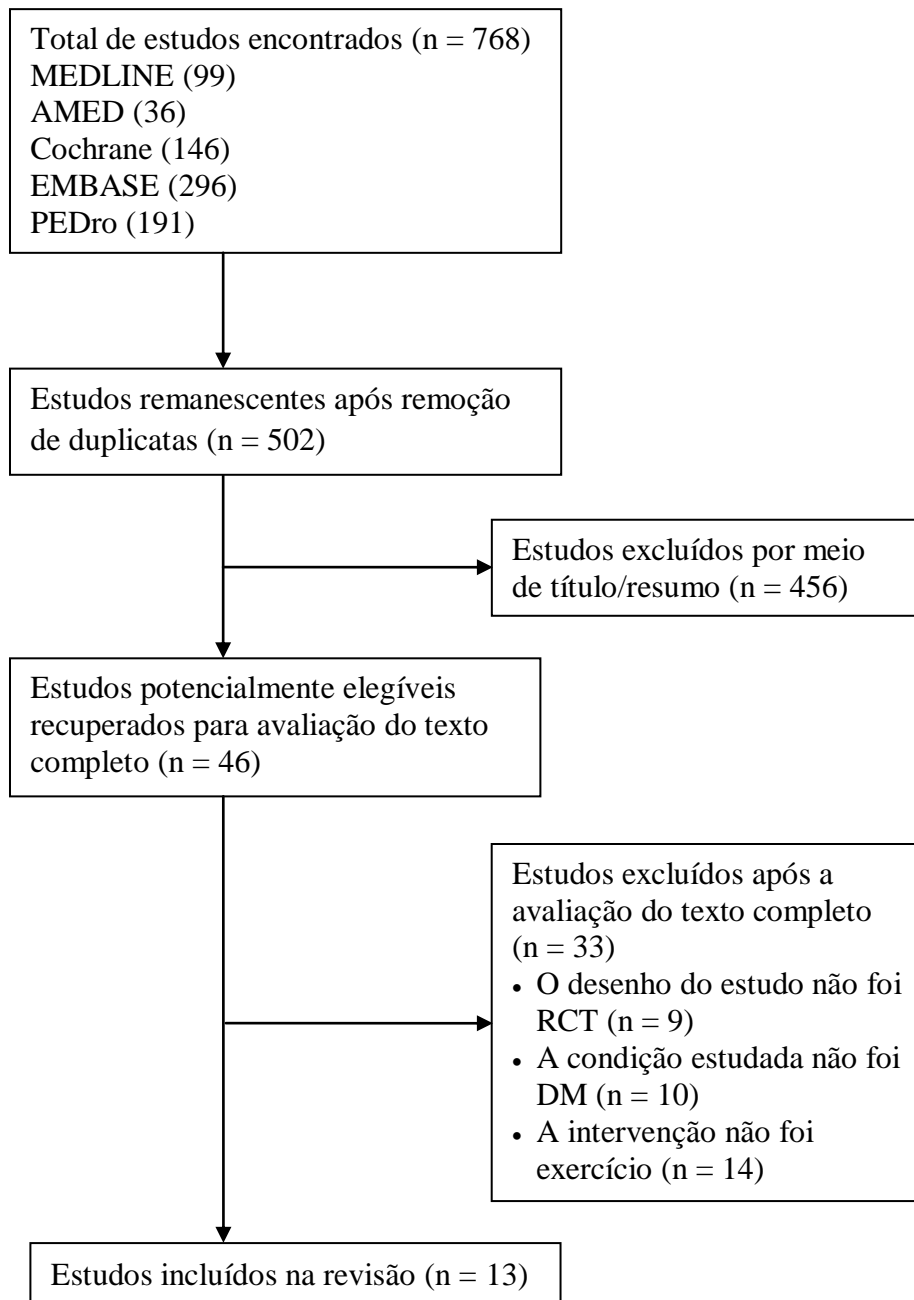 Total de estudos encontrados (n = 768)
MEDLINE (99)
AMED (36)
Cochrane (146)
EMBASE (296)
PEDro (191)
Estudos remanescentes após remoção
de duplicatas (n = 502)
Estudos excluídos por meio
de título/resumo (n = 456)
Estudos potencialmente elegíveis
recuperados para avaliação do texto
completo (n = 46)
Estudos excluídos após a
avaliação do texto completo
(n = 33)
• O desenho do estudo não foi
RCT (n = 9)
• A condição estudada não foi
DM (n = 10)
• A intervenção não foi
exercício (n = 14)
Estudos incluídos na revisão (n = 13)